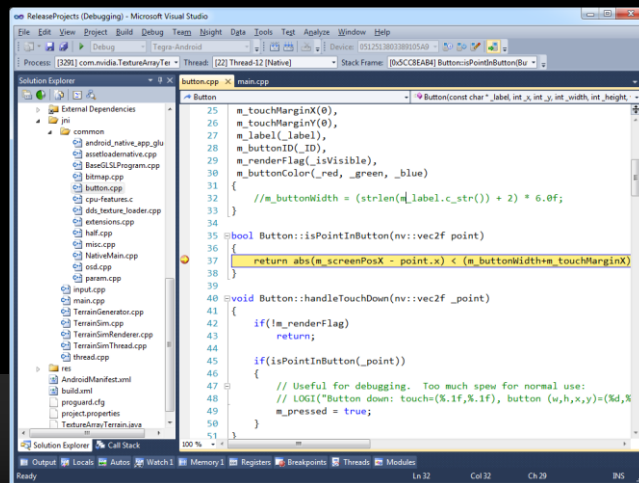 ReleaseProjects (Debugging) - Microsoft Visual Studio
File Edit View Project Build Debug Team Nsight Data Tools Test Analyze Window Help
Debug Tegra-Android Device: 0512513803380105A9
Process: [3291] com.nvidia.TextureArrayTer Thread: [22] Thread-12 [Native] Stack Frame: [0x5CC8EAB4] Button::isPointInButton(Bu
Solution Explorer
External Dependencies
jni
common
android_native_app_glu
assetloadernative.cpp
BaseGLSLProgram.cpp
bitmap.cpp
button.cpp
cpu-features.c
dds_texture_loader.cpp
extensions.cpp
half.cpp
misc.cpp
NativeMain.cpp
osd.cpp
param.cpp
input.cpp
main.cpp
TerrainGenerator.cpp
TerrainSim.cpp
TerrainSimRenderer.cpp
TerrainSimThread.cpp
thread.cpp
res
AndroidManifest.xml
build.xml
proguard.cfg
project.properties
TextureArrayTerrain.java
Solution Explorer Call Stack
button.cpp main.cpp
Button Button(const char * _label, int _x, int _y, int _width, int _height,
25 m_touchMarginX(0),
26 m_touchMarginY(0),
27 m_label(_label),
28 m_buttonID(_ID),
29 m_renderFlag(_isVisible),
30 m_buttonColor(_red, _green, _blue)
31 {
32 //m_buttonWidth = (strlen(m_label.c_str()) + 2) * 6.0f;
33 }
34
35 bool Button::isPointInButton(nv::vec2f point)
36 {
37 return abs(m_screenPosX - point.x) < (m_buttonWidth+m_touchMarginX)
38 }
39
40 void Button::handleTouchDown(nv::vec2f _point)
41 {
42 if(!m_renderFlag)
43 return;
44
45 if(isPointInButton(_point))
46 {
47 // Useful for debugging. Too much spew for normal use:
48 // LOGI("Button down: touch=(%.1f,%.1f), button (w,h,x,y)=(%d,%
49 m_pressed = true;
50 }
51
100 %
Output Locals Autos Watch 1 Memory 1 Registers Breakpoints Threads Modules
Ready Ln 32 Col 32 Ch 29 INS